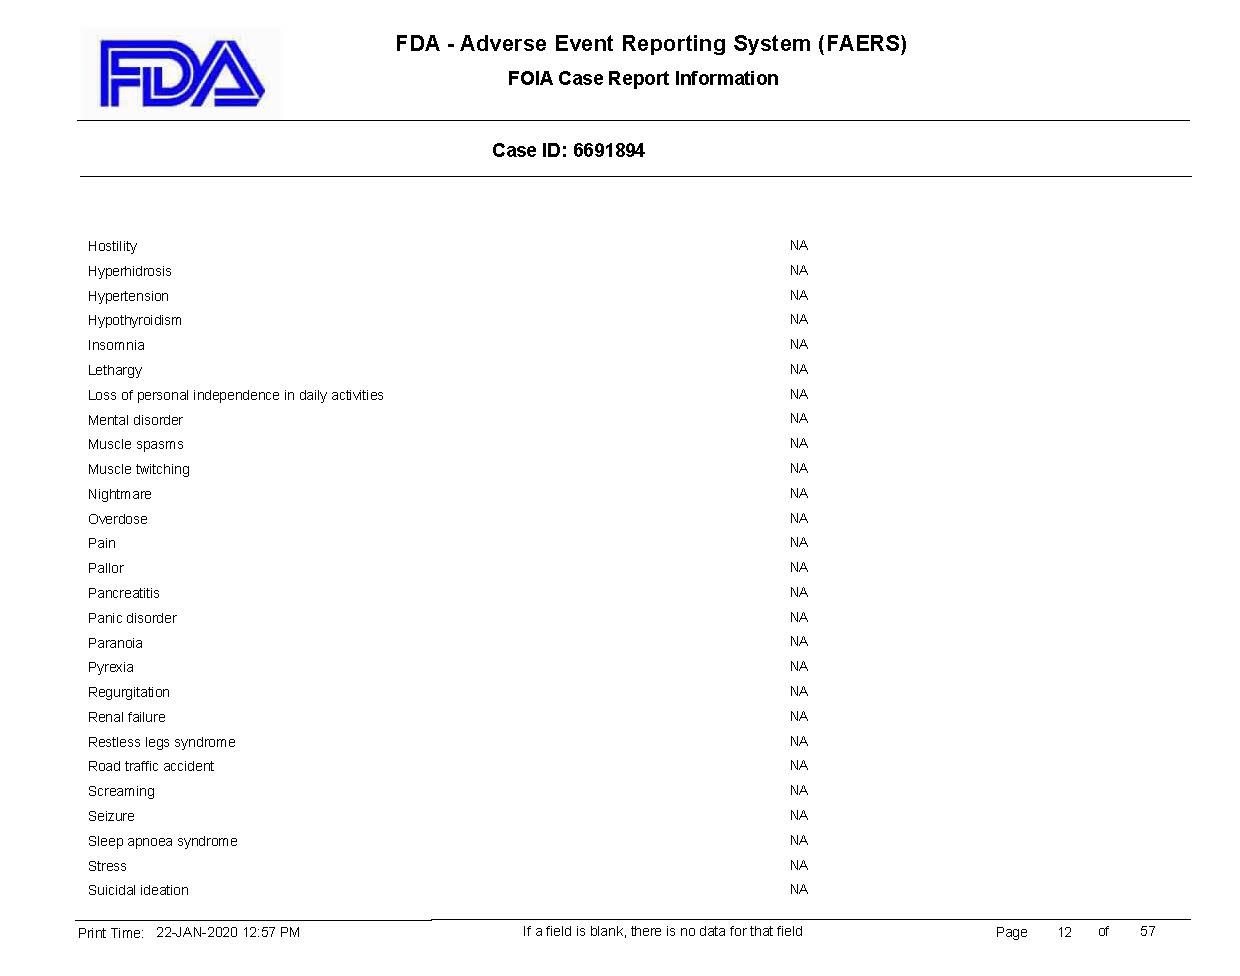 FDA
FDA - Adverse Event Reporting System (FAERS)
FOIA Case Report Information
Case ID: 6691894
Hostility NA
Hyperhidrosis NA
Hypertension NA
Hypothyroidism NA
Insomnia NA
Lethargy NA
Loss of personal independence in daily activities NA
Mental disorder NA
Muscle spasms NA
Muscle twitching NA
Nightmare NA
Overdose NA
Pain NA
Pallor NA
Pancreatitis NA
Panic disorder NA
Paranoia NA
Pyrexia NA
Regurgitation NA
Renal failure NA
Restless legs syndrome NA
Road traffic accident NA
Screaming NA
Seizure NA
Sleep apnoea syndrome NA
Stress NA
Suicidal ideation NA
Print Time: 22-JAN-2020 12:57 PM If a field is blank, there is no data for that field Page 12 of 57